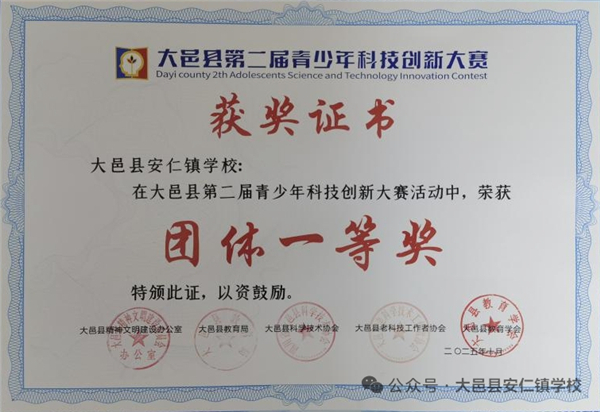 大邑县第二届青少年科技创新大赛
Dayi county 2th Adolescents Science and Technology Innovation Contest
获奖证书
大邑县安仁镇学校:
在大邑县第二届青少年科技创新大赛活动中，荣获
团体一等奖
特颁此证，以资鼓励。
大邑县精神文明建设办公室 大邑县教育局 大邑县科学技术协会 大邑县老科技工作者协会 大邑县教育学会
二〇二五年十月
公众号·大邑县安仁镇学校